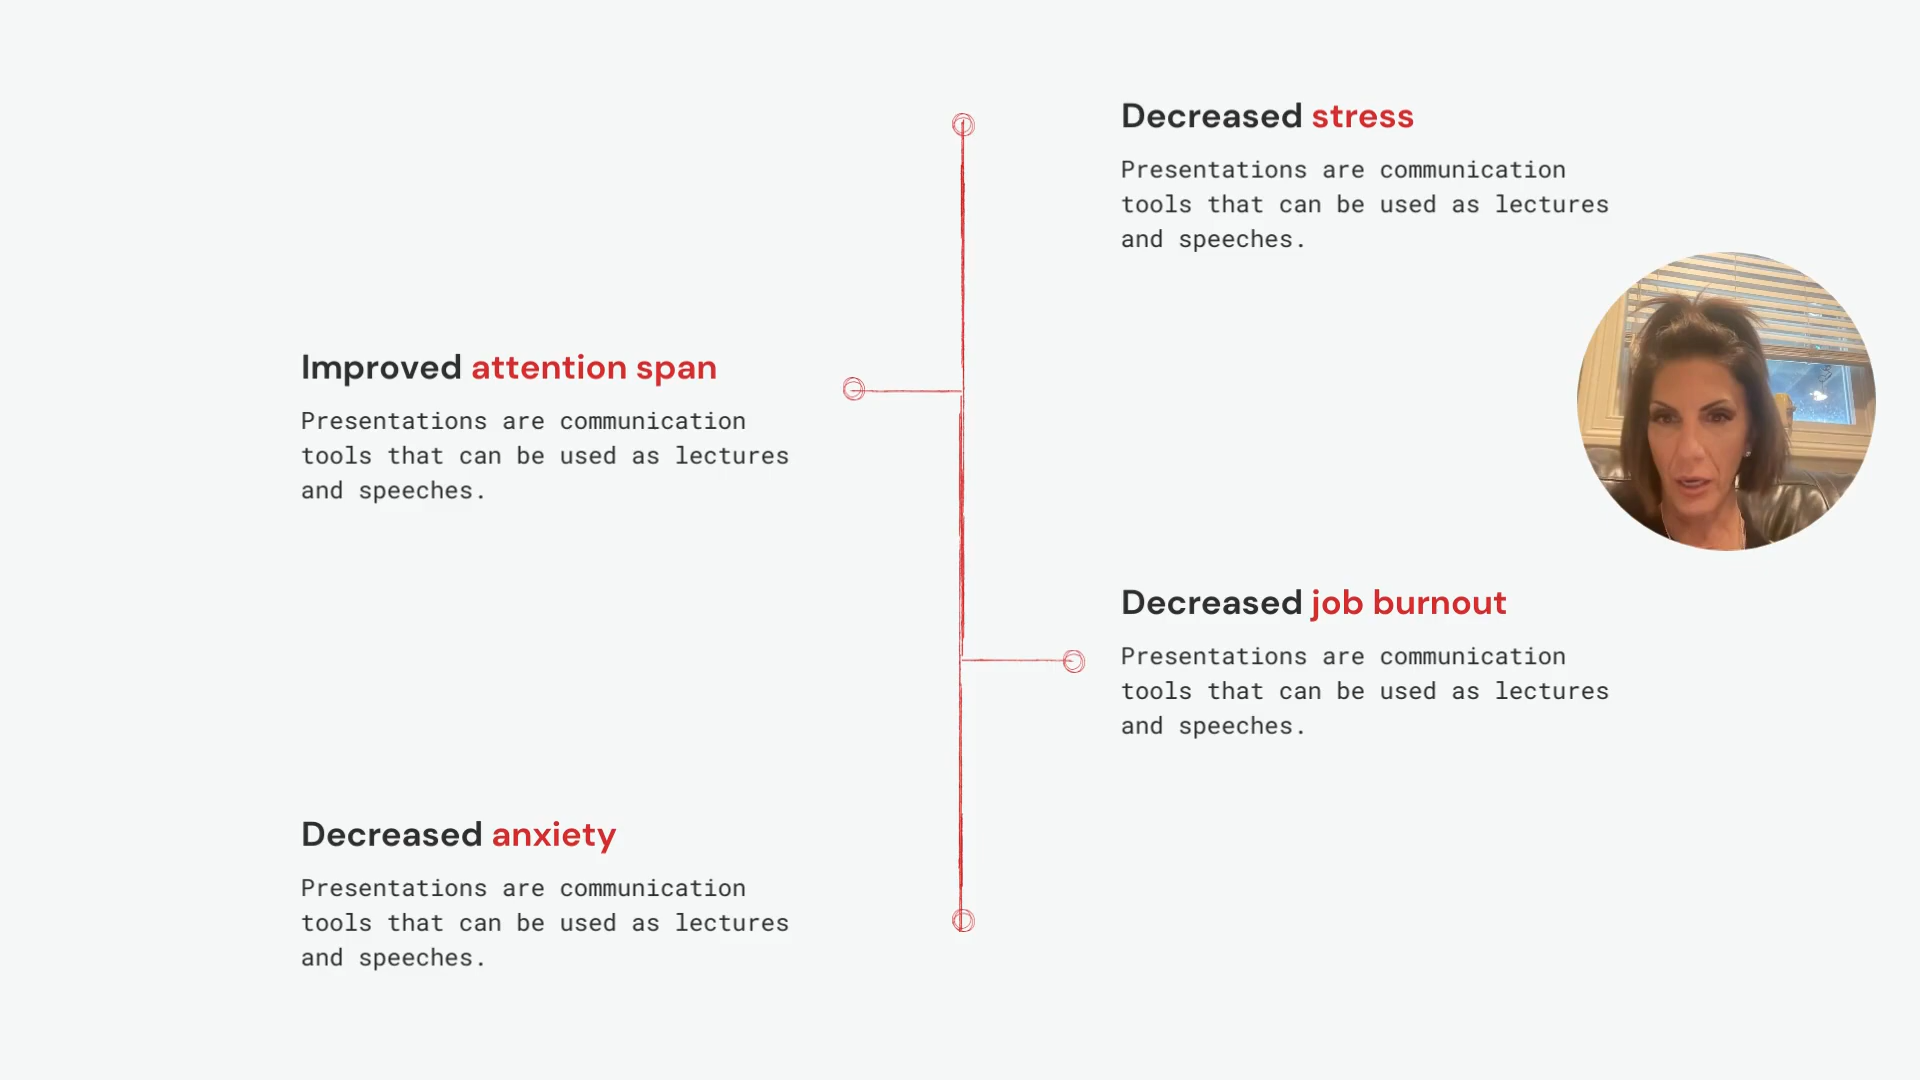 Decreased stress
Presentations are communication
tools that can be used as lectures
and speeches.
Improved attention span
Presentations are communication
tools that can be used as lectures
and speeches.
Decreased job burnout
Presentations are communication
tools that can be used as lectures
and speeches.
Decreased anxiety
Presentations are communication
tools that can be used as lectures
and speeches.